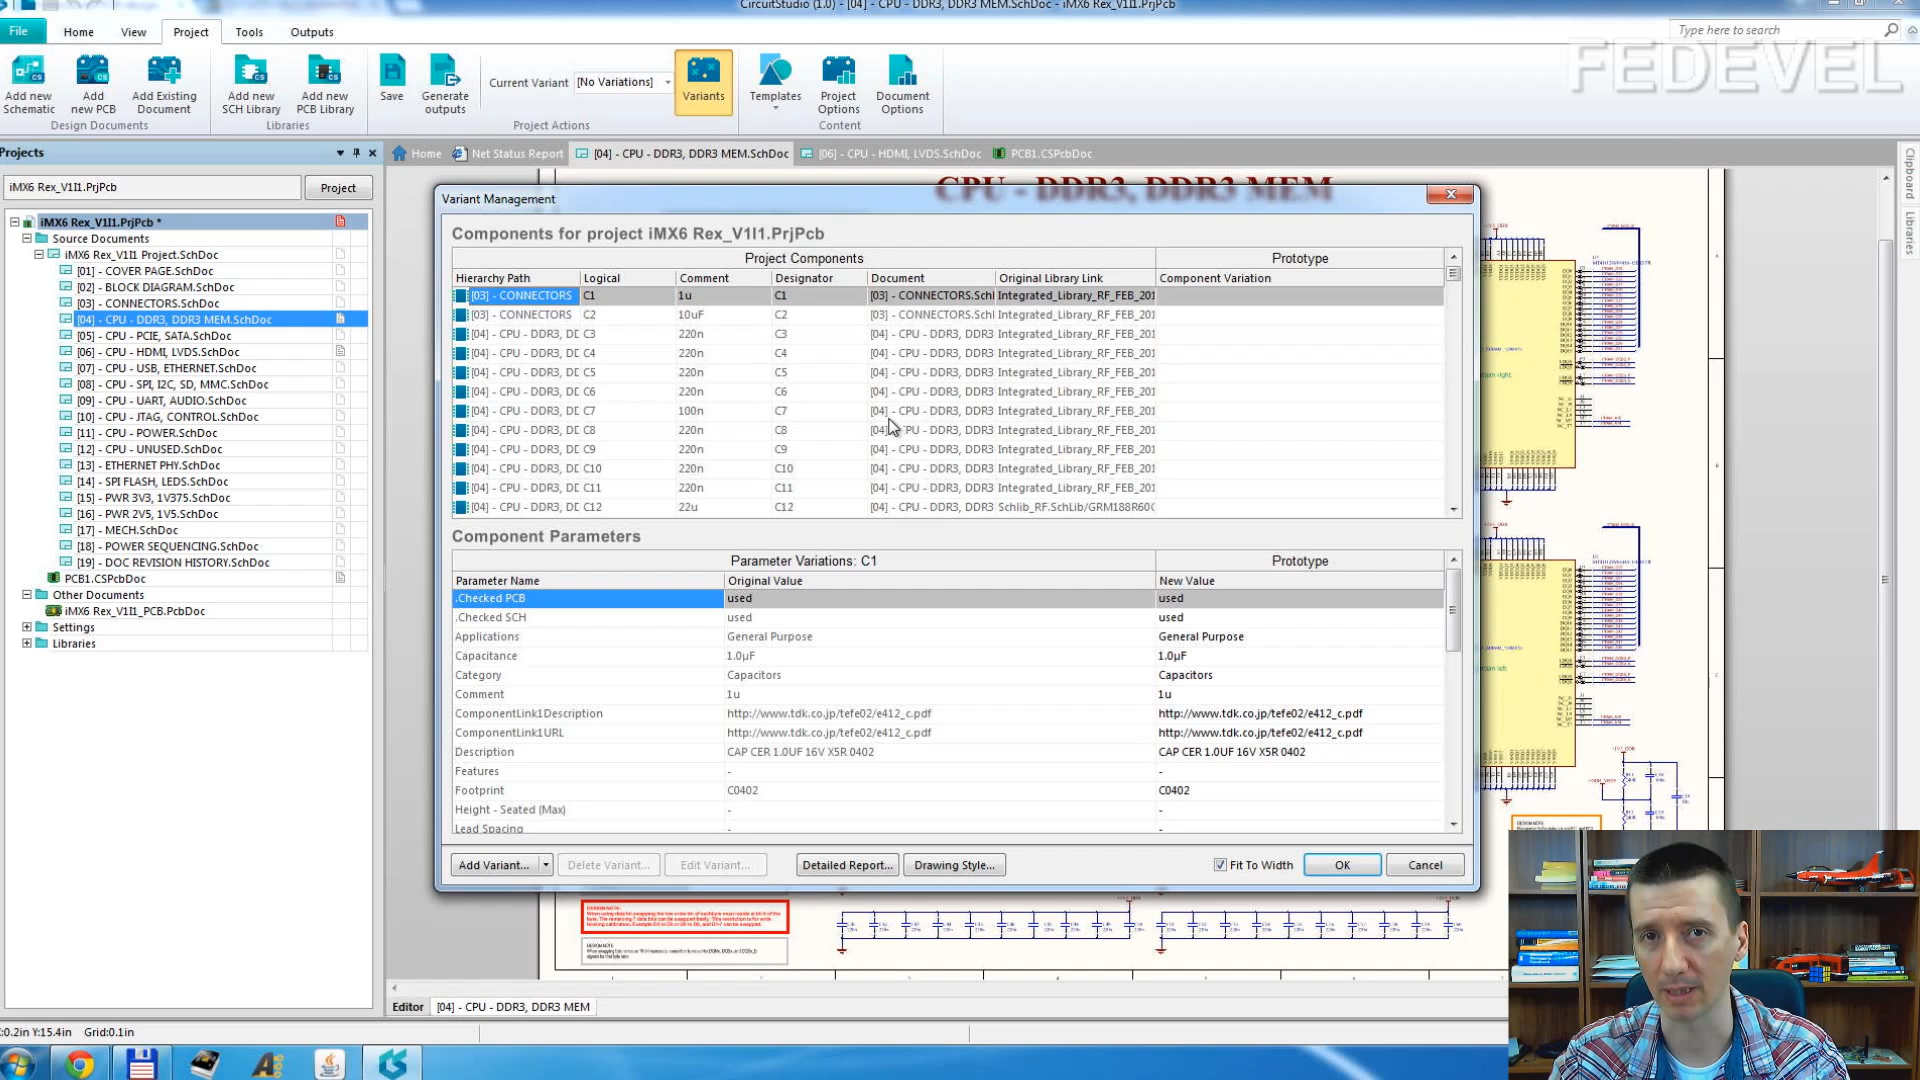 CircuitStudio (1.0) - [04] - CPU - DDR3, DDR3 MEM.SchDoc - iMX6 Rex_V1I1.PrjPcb
File Home View Project Tools Outputs
Type here to search
FEDEVEL
Add new Schematic
Add new PCB
Add Existing Document
Add new SCH Library
Add new PCB Library
Save
Generate outputs
Current Variant [No Variations]
Variants
Templates
Project Options
Document Options
Design Documents
Libraries
Project Actions
Content
Projects
Home
Net Status Report
[04] - CPU - DDR3, DDR3 MEM.SchDoc
[06] - CPU - HDMI, LVDS.SchDoc
PCB1.CSPcbDoc
Clipboard
Libraries
iMX6 Rex_V1I1.PrjPcb
Project
iMX6 Rex_V1I1.PrjPcb *
Source Documents
iMX6 Rex_V1I1 Project.SchDoc
[01] - COVER PAGE.SchDoc
[02] - BLOCK DIAGRAM.SchDoc
[03] - CONNECTORS.SchDoc
[04] - CPU - DDR3, DDR3 MEM.SchDoc
[05] - CPU - PCIE, SATA.SchDoc
[06] - CPU - HDMI, LVDS.SchDoc
[07] - CPU - USB, ETHERNET.SchDoc
[08] - CPU - SPI, I2C, SD, MMC.SchDoc
[09] - CPU - UART, AUDIO.SchDoc
[10] - CPU - JTAG, CONTROL.SchDoc
[11] - CPU - POWER.SchDoc
[12] - CPU - UNUSED.SchDoc
[13] - ETHERNET PHY.SchDoc
[14] - SPI FLASH, LEDS.SchDoc
[15] - PWR 3V3, 1V375.SchDoc
[16] - PWR 2V5, 1V5.SchDoc
[17] - MECH.SchDoc
[18] - POWER SEQUENCING.SchDoc
[19] - DOC REVISION HISTORY.SchDoc
PCB1.CSPcbDoc
Other Documents
iMX6 Rex_V1I1_PCB.PcbDoc
Settings
Libraries
CPU - DDR3, DDR3 MEM
Variant Management
Components for project iMX6 Rex_V1I1.PrjPcb
Project Components Prototype
Hierarchy Path Logical Comment Designator Document Original Library Link Component Variation
[03] - CONNECTORS C1 1u C1 [03] - CONNECTORS.Schl Integrated_Library_RF_FEB_201
[03] - CONNECTORS C2 10uF C2 [03] - CONNECTORS.Schl Integrated_Library_RF_FEB_201
[04] - CPU - DDR3, DD C3 220n C3 [04] - CPU - DDR3, DDR3 Integrated_Library_RF_FEB_201
[04] - CPU - DDR3, DD C4 220n C4 [04] - CPU - DDR3, DDR3 Integrated_Library_RF_FEB_201
[04] - CPU - DDR3, DD C5 220n C5 [04] - CPU - DDR3, DDR3 Integrated_Library_RF_FEB_201
[04] - CPU - DDR3, DD C6 220n C6 [04] - CPU - DDR3, DDR3 Integrated_Library_RF_FEB_201
[04] - CPU - DDR3, DD C7 100n C7 [04] - CPU - DDR3, DDR3 Integrated_Library_RF_FEB_201
[04] - CPU - DDR3, DD C8 220n C8 [04] - CPU - DDR3, DDR3 Integrated_Library_RF_FEB_201
[04] - CPU - DDR3, DD C9 220n C9 [04] - CPU - DDR3, DDR3 Integrated_Library_RF_FEB_201
[04] - CPU - DDR3, DD C10 220n C10 [04] - CPU - DDR3, DDR3 Integrated_Library_RF_FEB_201
[04] - CPU - DDR3, DD C11 220n C11 [04] - CPU - DDR3, DDR3 Integrated_Library_RF_FEB_201
[04] - CPU - DDR3, DD C12 22u C12 [04] - CPU - DDR3, DDR3 Schlib_RF.SchLib/GRM188R60
Component Parameters
Parameter Variations: C1 Prototype
Parameter Name Original Value New Value
.Checked PCB used used
.Checked SCH used used
Applications General Purpose General Purpose
Capacitance 1.0µF 1.0µF
Category Capacitors Capacitors
Comment 1u 1u
ComponentLink1Description http://www.tdk.co.jp/tefe02/e412_c.pdf http://www.tdk.co.jp/tefe02/e412_c.pdf
ComponentLink1URL http://www.tdk.co.jp/tefe02/e412_c.pdf http://www.tdk.co.jp/tefe02/e412_c.pdf
Description CAP CER 1.0UF 16V X5R 0402 CAP CER 1.0UF 16V X5R 0402
Features - -
Footprint C0402 C0402
Height - Seated (Max) - -
Lead Spacing - -
Add Variant... Delete Variant... Edit Variant... Detailed Report... Drawing Style... Fit To Width OK Cancel
Editor [04] - CPU - DDR3, DDR3 MEM
X:0.2in Y:15.4in Grid:0.1in